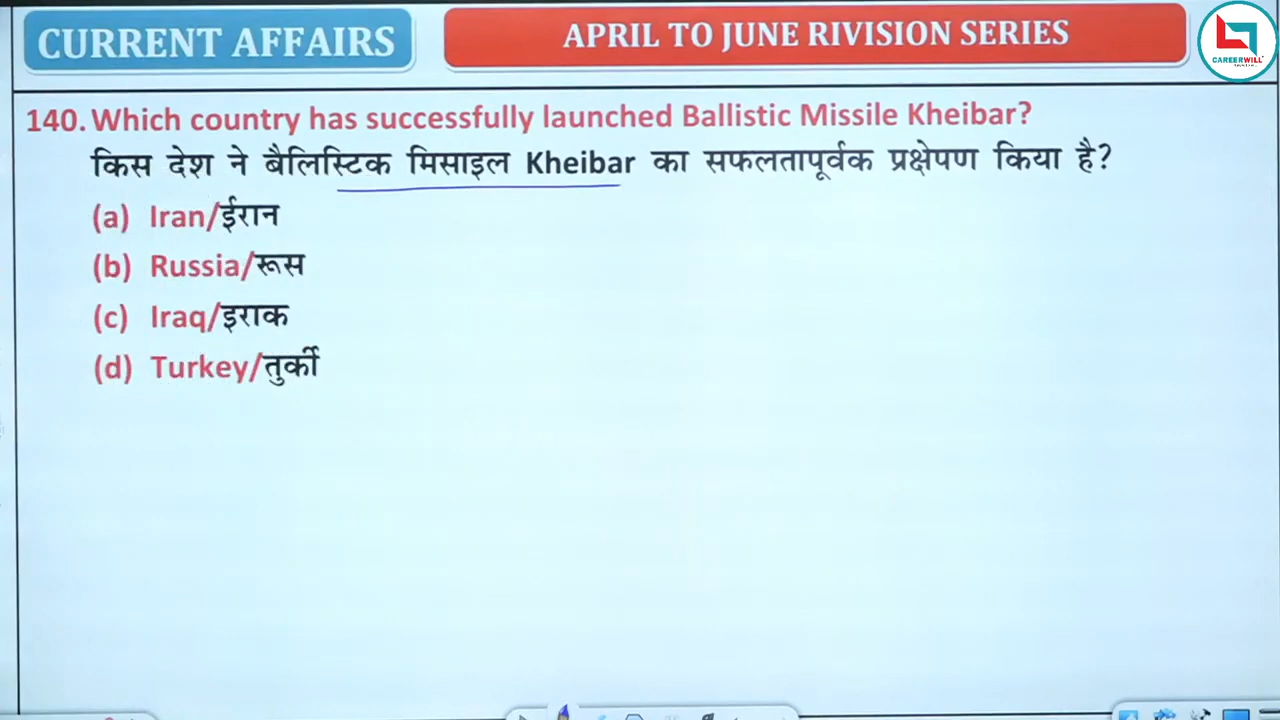 CURRENT AFFAIRS
APRIL TO JUNE RIVISION SERIES
CAREERWILL
140. Which country has successfully launched Ballistic Missile Kheibar?
किस देश ने बैलिस्टिक मिसाइल Kheibar का सफलतापूर्वक प्रक्षेपण किया है?
(a) Iran/ईरान
(b) Russia/रूस
(c) Iraq/इराक
(d) Turkey/तुर्की